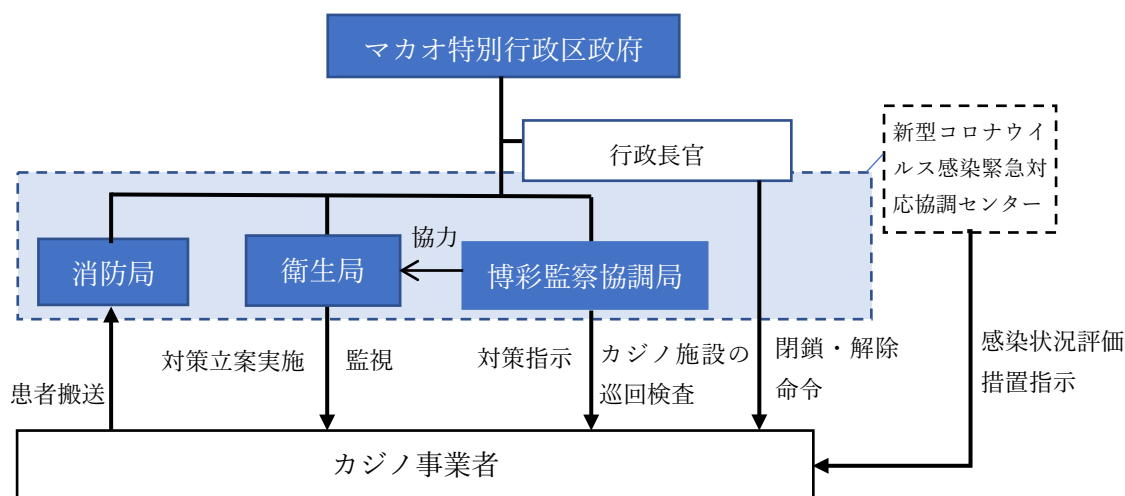 マカオ特別行政区政府
行政長官
新型コロナウイ
ルス感染緊急対
応協調センター
協力
消防局
衛生局
博彩監察協調局
患者搬送
対策立案実施
監視
対策指示
カジノ施設の
巡回検査
閉鎖・解除
命令
感染状況評価
措置指示
カジノ事業者